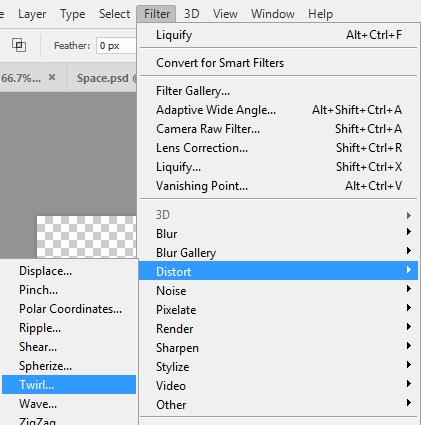 e Layer Type Select Filter 3D View Window Help
Feather: 0 px
66.7%... × Space.psd @
Liquify Alt+Ctrl+F
Convert for Smart Filters
Filter Gallery...
Adaptive Wide Angle... Alt+Shift+Ctrl+A
Camera Raw Filter... Shift+Ctrl+A
Lens Correction... Shift+Ctrl+R
Liquify... Shift+Ctrl+X
Vanishing Point... Alt+Ctrl+V
3D
Blur
Blur Gallery
Distort
Noise
Pixelate
Render
Sharpen
Stylize
Video
Other
Displace...
Pinch...
Polar Coordinates...
Ripple...
Shear...
Spherize...
Twirl...
Wave...
ZigZag...